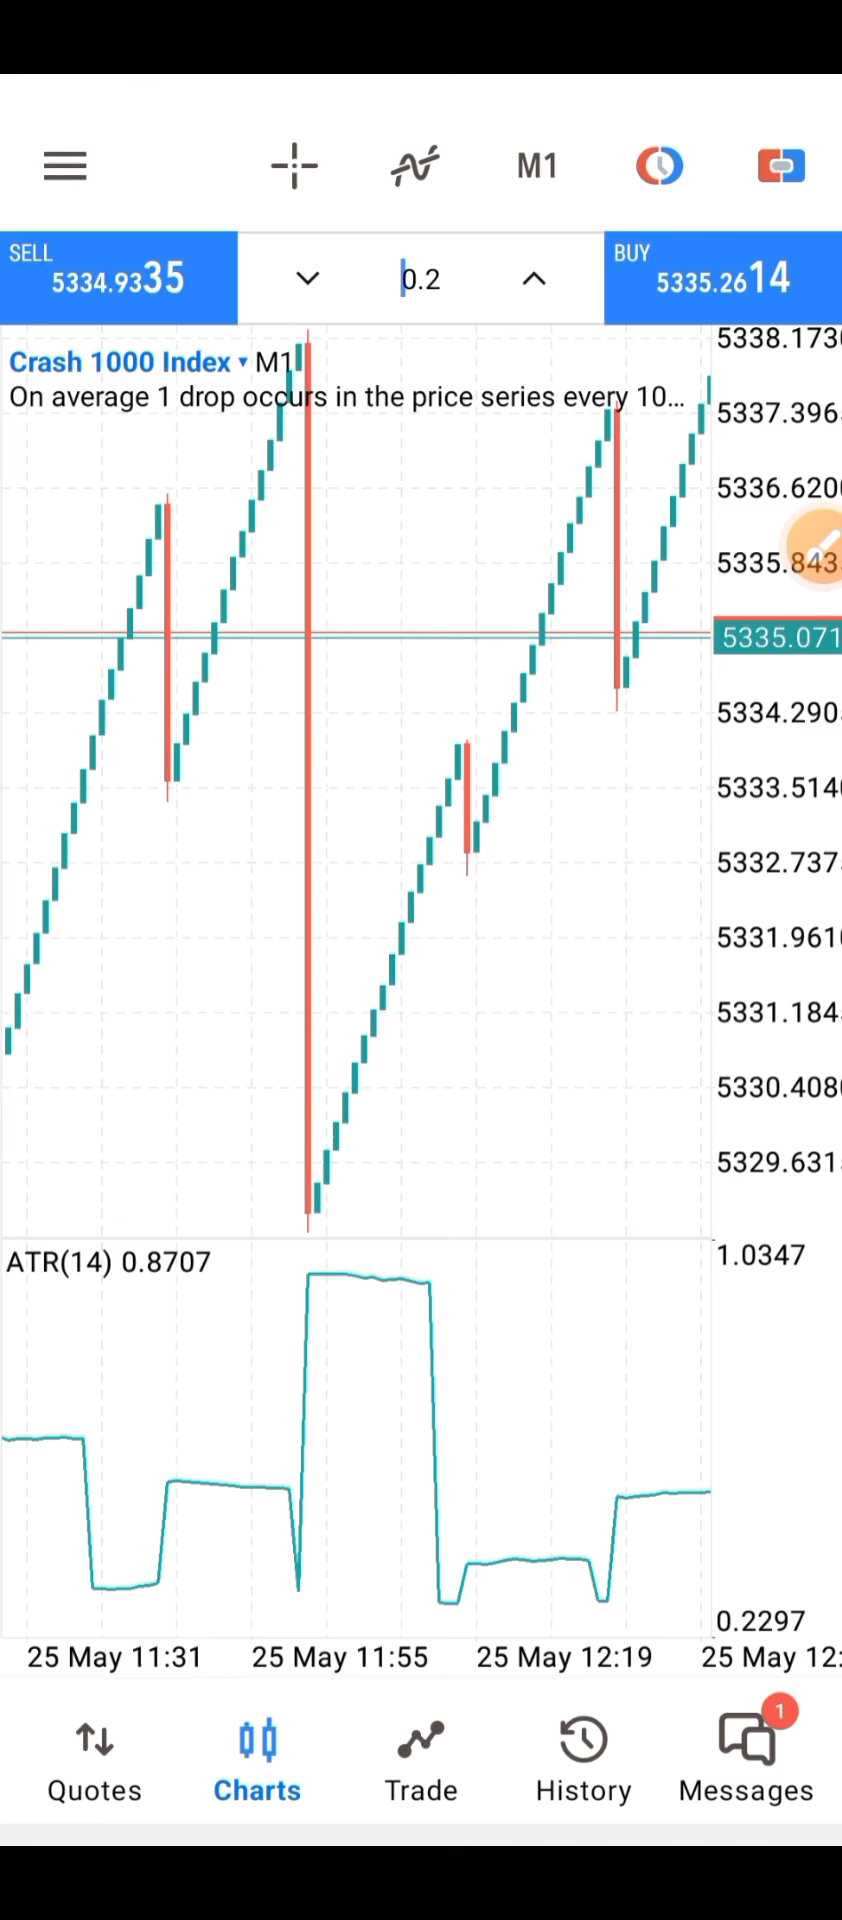 M1
SELL
5334.9335
0.2
BUY
5335.2614
Crash 1000 Index M1
On average 1 drop occurs in the price series every 10...
5338.1730
5337.396
5336.620
5335.843
5335.071
5334.290
5333.514
5332.737
5331.961
5331.184
5330.408
5329.631
ATR(14) 0.8707
1.0347
0.2297
25 May 11:31 25 May 11:55 25 May 12:19 25 May 12:
1
Quotes Charts Trade History Messages